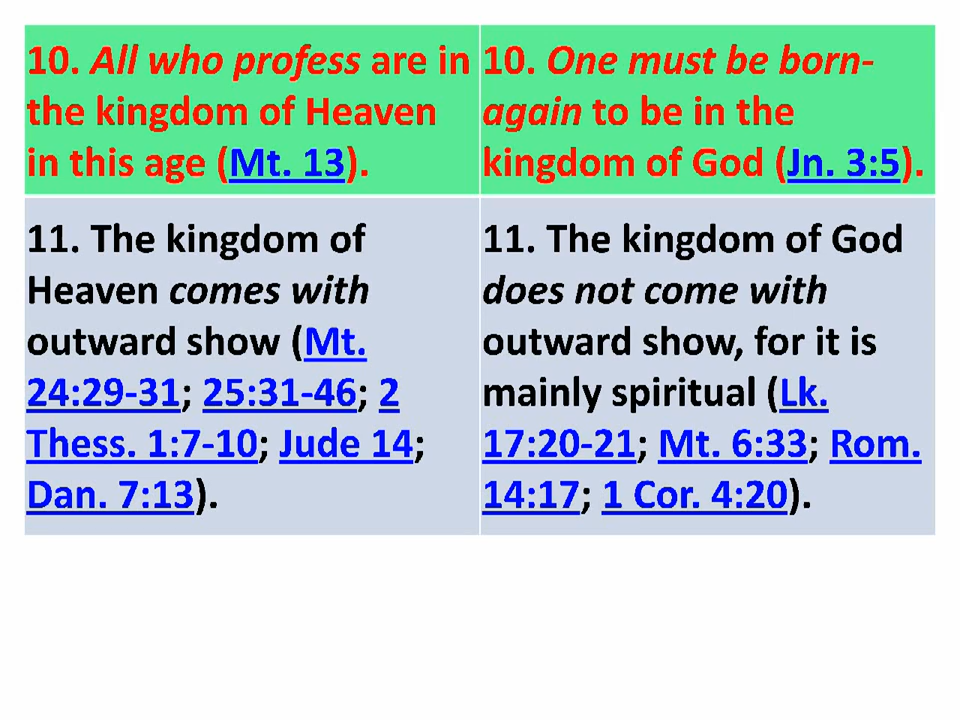 10. All who profess are in
the kingdom of Heaven
in this age (Mt. 13).
10. One must be born-
again to be in the
kingdom of God (Jn. 3:5).
11. The kingdom of
Heaven comes with
outward show (Mt.
24:29-31; 25:31-46; 2
Thess. 1:7-10; Jude 14;
Dan. 7:13).
11. The kingdom of God
does not come with
outward show, for it is
mainly spiritual (Lk.
17:20-21; Mt. 6:33; Rom.
14:17; 1 Cor. 4:20).